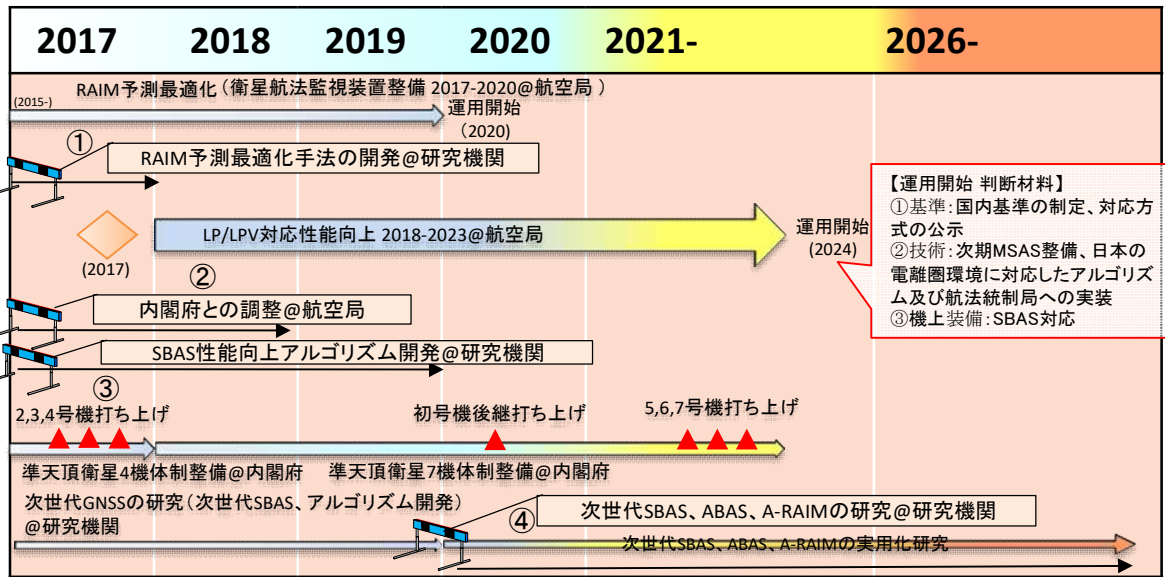 2017
2018
2019
2020
2021-
2026-
RAIM予測最適化（衛星航法監視装置整備 2017-2020@航空局 ）
(2015-)
運用開始
（2020）
①
RAIM予測最適化手法の開発@研究機関
LP/LPV対応性能向上 2018-2023@航空局
(2017)
運用開始
(2024)
【運用開始 判断材料】
①基準：国内基準の制定、対応方
式の公示
②技術：次期MSAS整備、日本の
電離圏環境に対応したアルゴリズ
ム及び航法統制局への実装
③機上装備：SBAS対応
②
内閣府との調整@航空局
SBAS性能向上アルゴリズム開発@研究機関
③
2,3,4号機打ち上げ
初号機後継打ち上げ
5,6,7号機打ち上げ
準天頂衛星4機体制整備@内閣府
準天頂衛星7機体制整備@内閣府
次世代GNSSの研究（次世代SBAS、アルゴリズム開発）
@研究機関
④
次世代SBAS、ABAS、A-RAIMの研究@研究機関
次世代SBAS、ABAS、A-RAIMの実用化研究